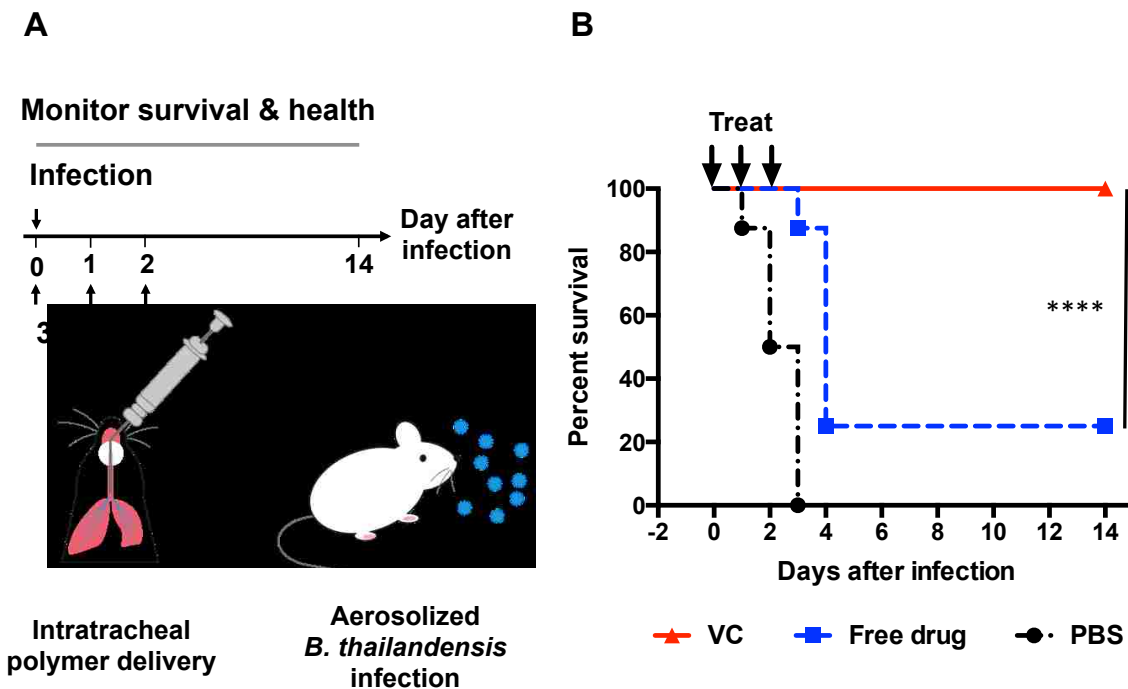 A
Monitor survival & health
Infection
Day after
infection
0 1 2 14
3
Intratracheal
polymer delivery
Aerosolized
B. thailandensis
infection
B
Treat
100
80
60
40
20
0
Percent survival
****
-2 0 2 4 6 8 10 12 14
Days after infection
VC Free drug PBS